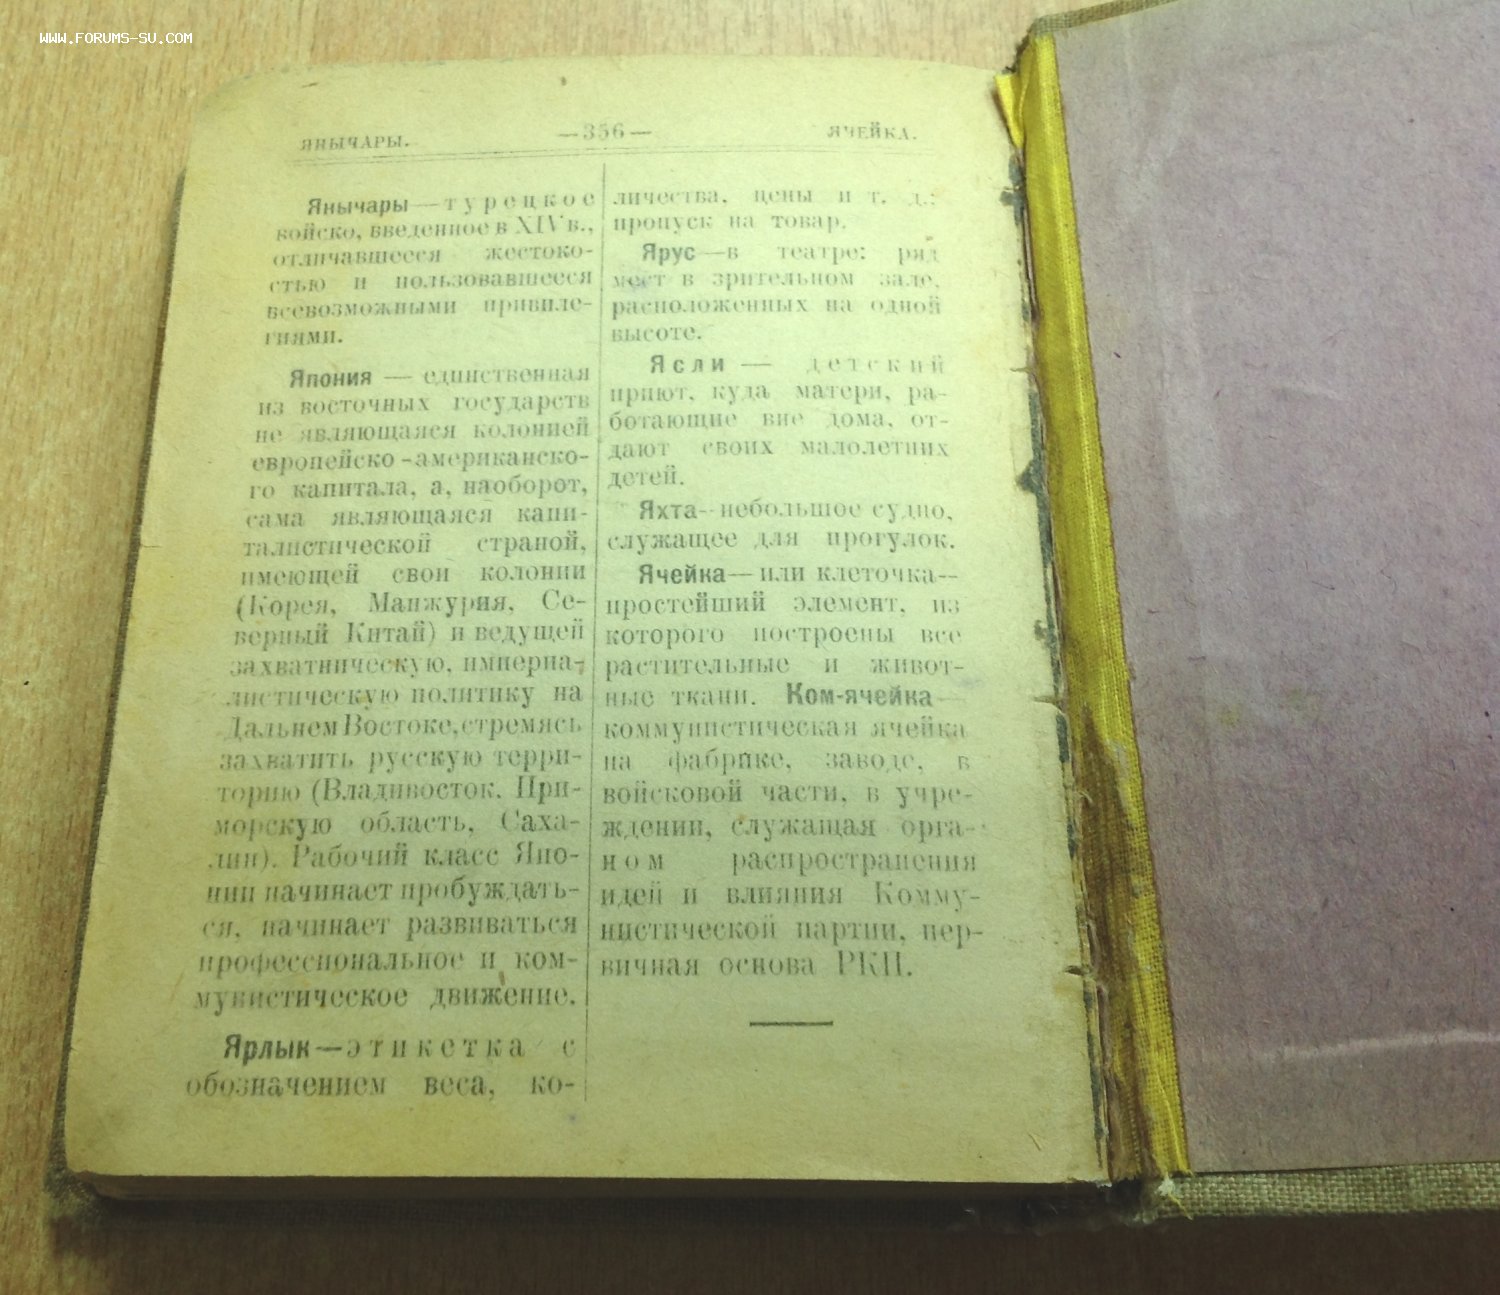 WWW.FORUMS-SU.COM
ЯНЫЧАРЫ.
—356—
ЯЧЕЙКА.
Янычары—турецкое
войско, введенное в XIV в.,
отличавшееся жестоко-
стью и пользовавшееся
всевозможными привиле-
гиями.
Япония — единственная
из восточных государств
не являющаяся колонией
европейско-американско-
го капитала, а, наоборот,
сама являющаяся капи-
талистической страной,
имеющей свои колонии
(Корея, Манжурия, Се-
верный Китай) и ведущей
захватническую, империа-
листическую политику на
Дальнем Востоке, стремясь
захватить русскую терри-
торию (Владивосток, При-
морскую область, Саха-
лин). Рабочий класс Япо-
нии начинает пробуждать-
ся, начинает развиваться
профессиональное и ком-
мунистическое движение.
Ярлык—этикетка с
обозначением веса, ко-
личества, цены и т. д.;
пропуск на товар.
Ярус—в театре: ряд
мест в зрительном зале,
расположенных на одной
высоте.
Ясли — детский
приют, куда матери, ра-
ботающие вне дома, от-
дают своих малолетних
детей.
Яхта—небольшое судно,
служащее для прогулок.
Ячейка—или клеточка—
простейший элемент, из
которого построены все
растительные и живот-
ные ткани. Ком-ячейка—
коммунистическая ячейка
на фабрике, заводе, в
войсковой части, в учре-
ждении, служащая орга-
ном распространения
идей и влияния Комму-
нистической партии, пер-
вичная основа РКП.